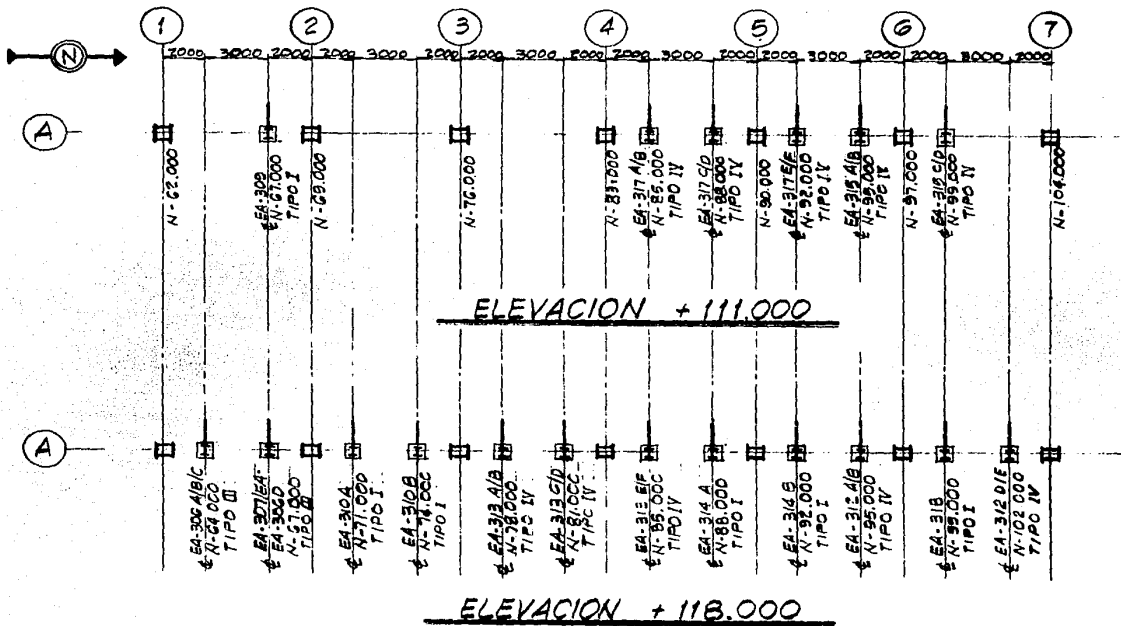 1 2 3 4 5 6 7
N 2000 3000 2000 2000 3000 2000 2000 3000 2000 2000 3000 2000 2000 3000 2000 2000 3000 2000
A
N-62.000
EA-309
N-67.000
TIPO I
N-69.000
N-76.000
N-83.000
EA-317 A/B
N-85.000
TIPO IV
EA-317 C/D
N-88.000
TIPO IV
N-90.000
EA-317 E/F
N-92.000
TIPO IV
EA-315 A/B
N-95.000
TIPO IV
N-97.000
EA-315 C/D
N-99.000
TIPO IV
N-104.000
ELEVACION + 111.000
A
EA-306 A/B/C
N-64.000
TIPO III
EA-307/EA-
EA-306D
N-67.000
TIPO III
EA-310A
N-71.000
TIPO I
EA-310B
N-74.000
TIPO I
EA-313 A/B
N-78.000
TIPO IV
EA-313 C/D
N-81.000
TIPO IV
EA-313 E/F
N-85.000
TIPO IV
EA-314 A
N-88.000
TIPO I
EA-314 B
N-92.000
TIPO I
EA-312 A/B
N-95.000
TIPO IV
EA-318
N-99.000
TIPO I
EA-312 D/E
N-102.000
TIPO IV
ELEVACION + 118.000